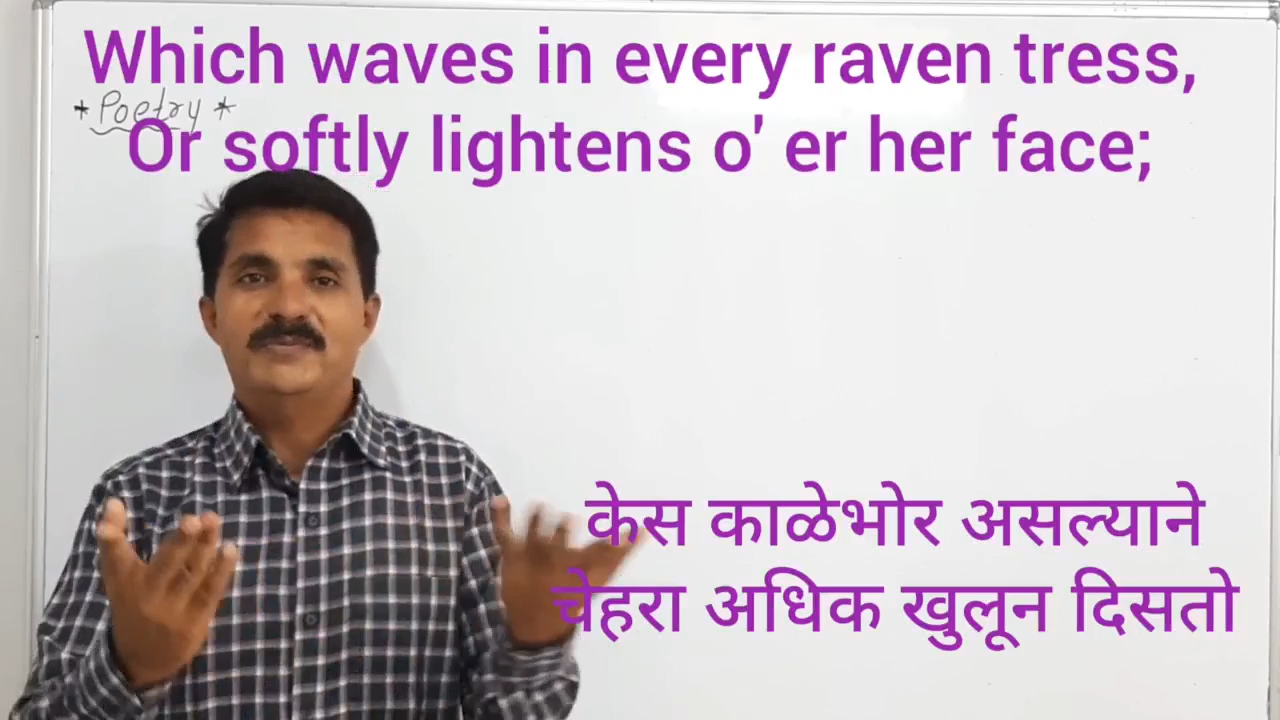 Which waves in every raven tress,
*Poetry*
Or softly lightens o' er her face;
केस काळेभोर असल्याने
चेहरा अधिक खुलून दिसतो